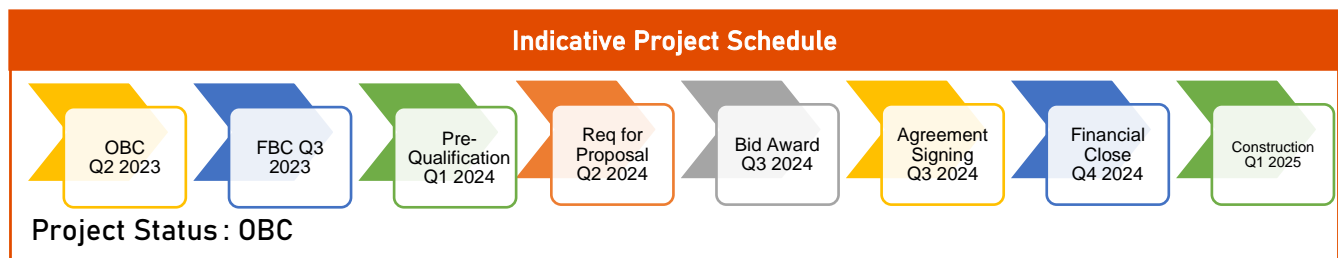 Indicative Project Schedule
OBC
Q2 2023
FBC Q3
2023
Pre-
Qualification
Q1 2024
Req for
Proposal
Q2 2024
Bid Award
Q3 2024
Agreement
Signing
Q3 2024
Financial
Close
Q4 2024
Construction
Q1 2025
Project Status : OBC